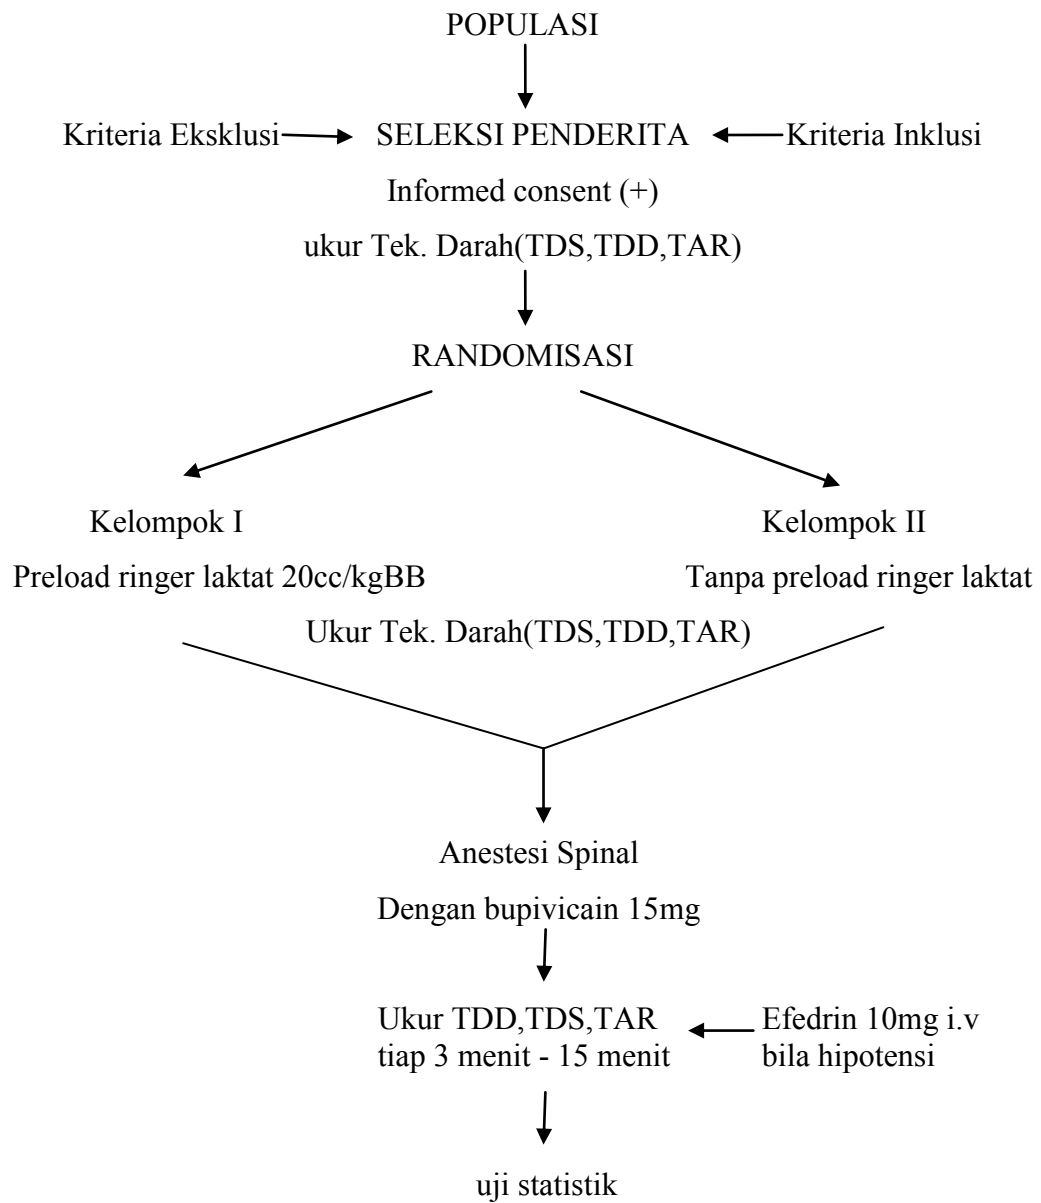 POPULASI
Kriteria Eksklusi
SELEKSI PENDERITA
Kriteria Inklusi
Informed consent (+)
ukur Tek. Darah(TDS,TDD,TAR)
RANDOMISASI
Kelompok I
Kelompok II
Preload ringer laktat 20cc/kgBB
Tanpa preload ringer laktat
Ukur Tek. Darah(TDS,TDD,TAR)
Anestesi Spinal
Dengan bupivicain 15mg
Ukur TDD,TDS,TAR
tiap 3 menit - 15 menit
Efedrin 10mg i.v
bila hipotensi
uji statistik